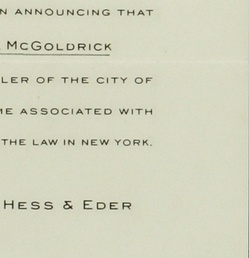 N ANNOUNCING THAT
MCGOLDRICK
LER OF THE CITY OF
ME ASSOCIATED WITH
THE LAW IN NEW YORK.
HESS & EDER